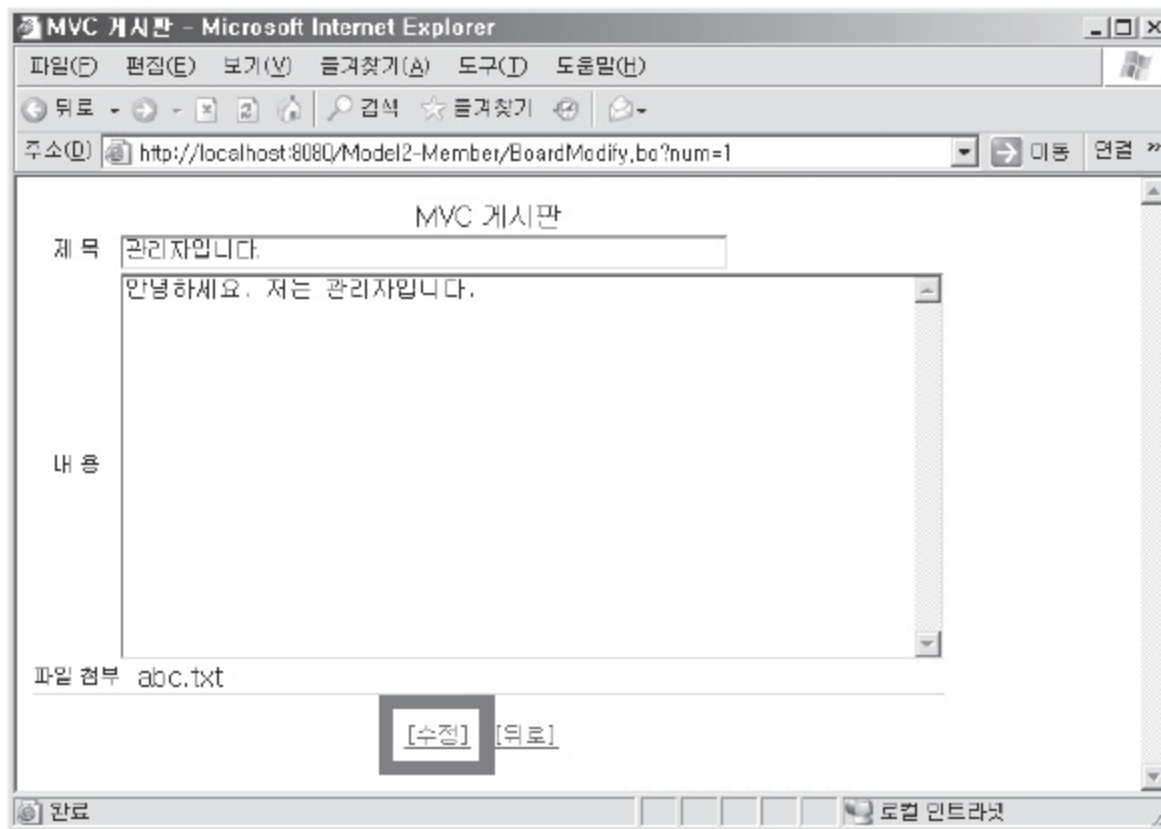 MVC 게시판 - Microsoft Internet Explorer
파일(F) 편집(E) 보기(V) 즐겨찾기(A) 도구(T) 도움말(H)
뒤로 검색 즐겨찾기
주소(D) http://localhost:8080/Model2-Member/BoardModify.bo?num=1 이동 연결 »
MVC 게시판
제 목 관리자입니다.
안녕하세요. 저는 관리자입니다.
내 용
파일 첨부 abc.txt
[수정] [뒤로]
완료 로컬 인트라넷